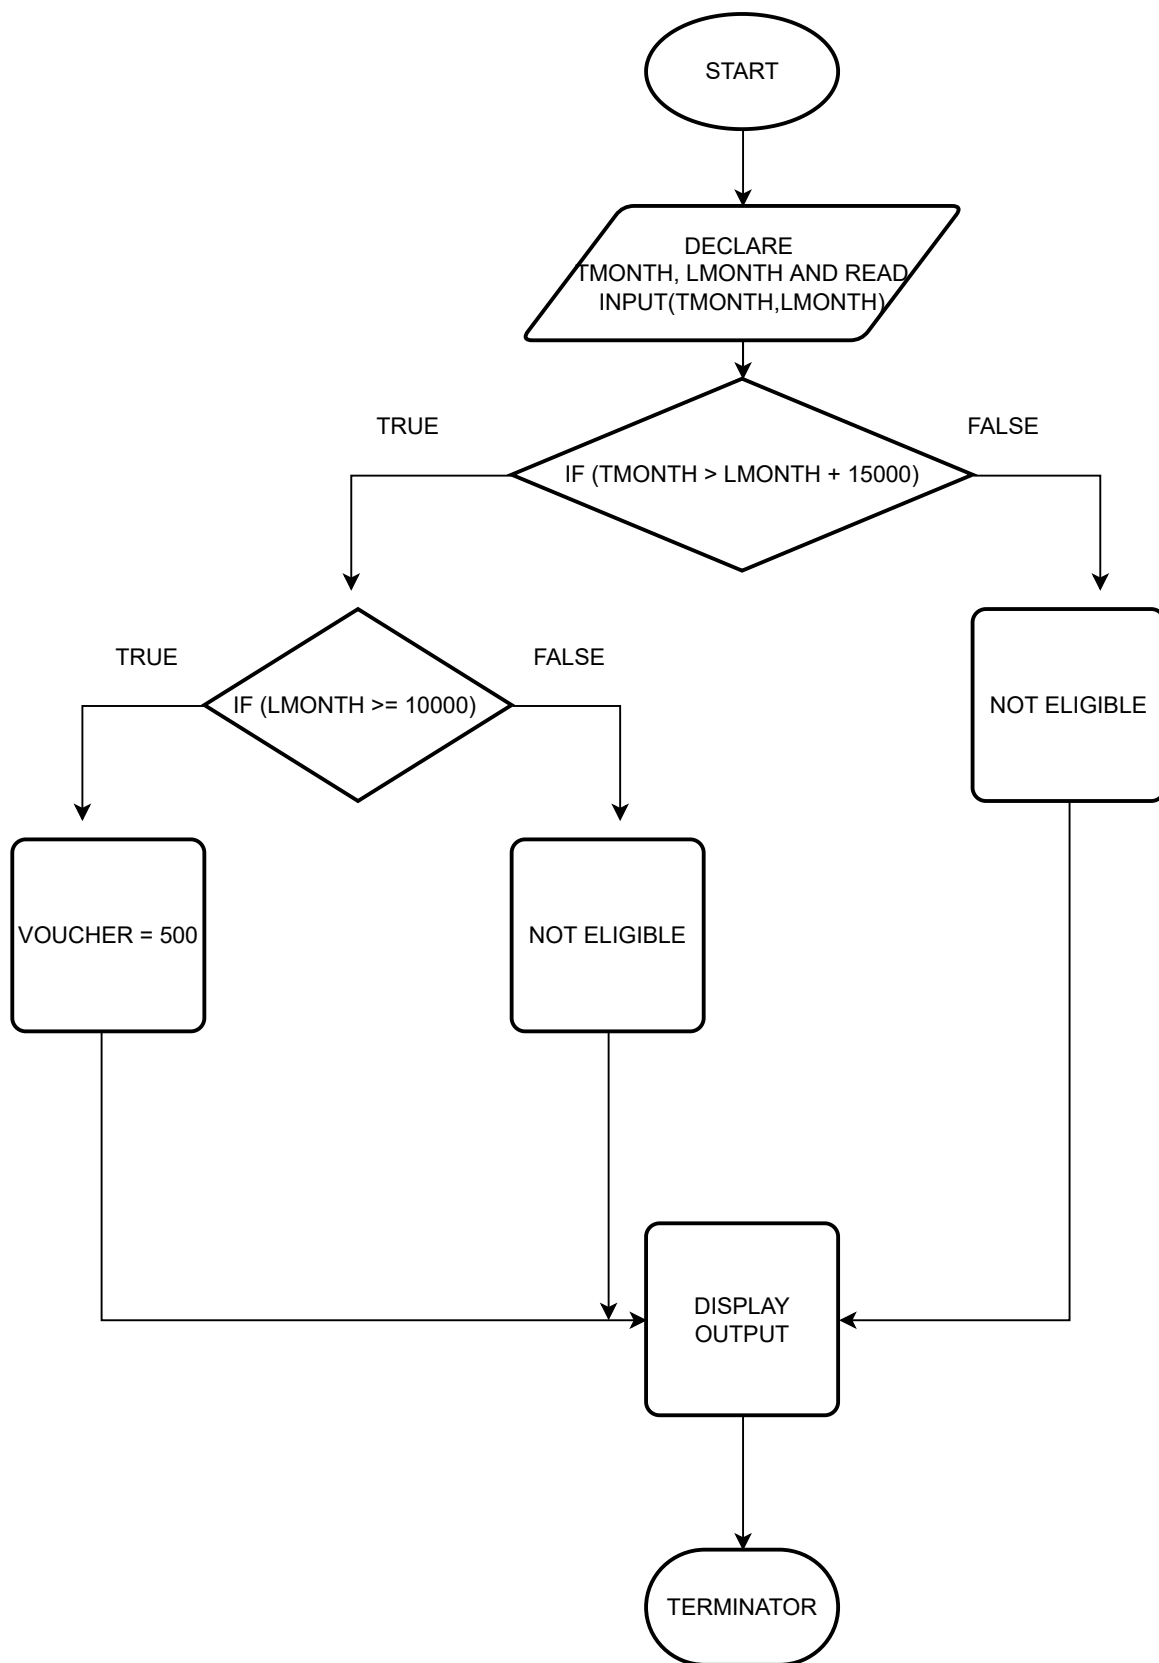 START
DECLARE
TMONTH, LMONTH AND READ
INPUT(TMONTH,LMONTH)
TRUE
FALSE
IF (TMONTH > LMONTH + 15000)
TRUE
FALSE
IF (LMONTH >= 10000)
NOT ELIGIBLE
VOUCHER = 500
NOT ELIGIBLE
DISPLAY
OUTPUT
TERMINATOR